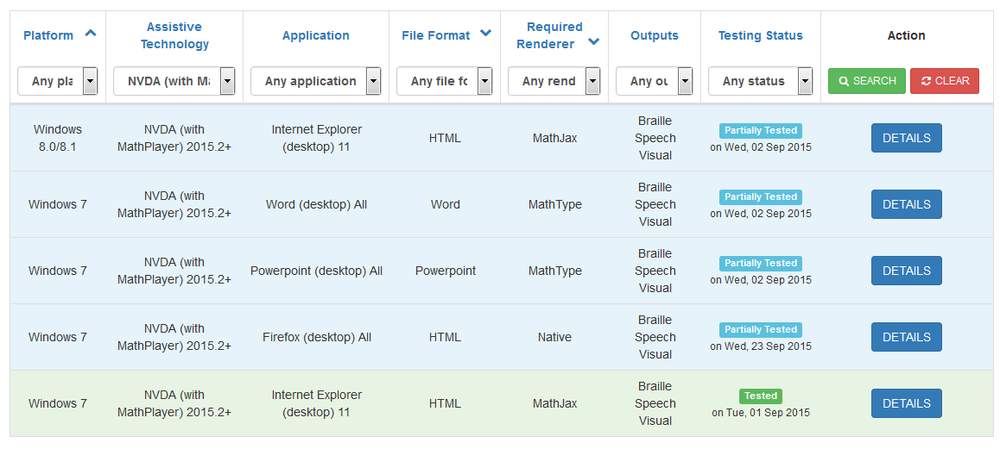 Platform
Assistive
Technology
Application
File Format
Required
Renderer
Outputs
Testing Status
Action
Any pla
NVDA (with Ma
Any application
Any file fo
Any rend
Any ou
Any status
SEARCH
CLEAR
Windows
8.0/8.1
NVDA (with
MathPlayer) 2015.2+
Internet Explorer
(desktop) 11
HTML
MathJax
Braille
Speech
Visual
Partially Tested
on Wed, 02 Sep 2015
DETAILS
Windows 7
NVDA (with
MathPlayer) 2015.2+
Word (desktop) All
Word
MathType
Braille
Speech
Visual
Partially Tested
on Wed, 02 Sep 2015
DETAILS
Windows 7
NVDA (with
MathPlayer) 2015.2+
Powerpoint (desktop) All
Powerpoint
MathType
Braille
Speech
Visual
Partially Tested
on Wed, 02 Sep 2015
DETAILS
Windows 7
NVDA (with
MathPlayer) 2015.2+
Firefox (desktop) All
HTML
Native
Braille
Speech
Visual
Partially Tested
on Wed, 23 Sep 2015
DETAILS
Windows 7
NVDA (with
MathPlayer) 2015.2+
Internet Explorer
(desktop) 11
HTML
MathJax
Braille
Speech
Visual
Tested
on Tue, 01 Sep 2015
DETAILS